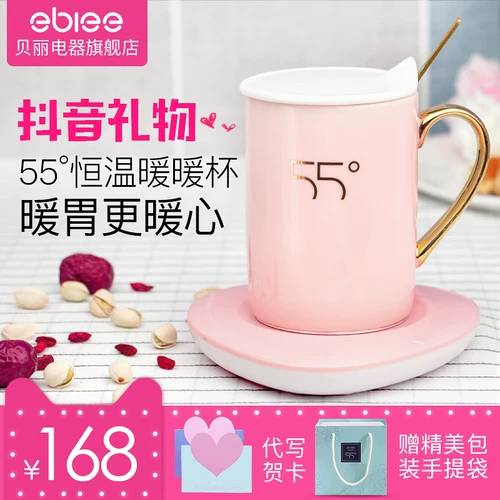 ebiee
贝丽电器旗舰店
抖音礼物
55°恒温暖暖杯
暖胃更暖心
55°
¥168
代写
贺卡
55°
赠精美包
装手提袋